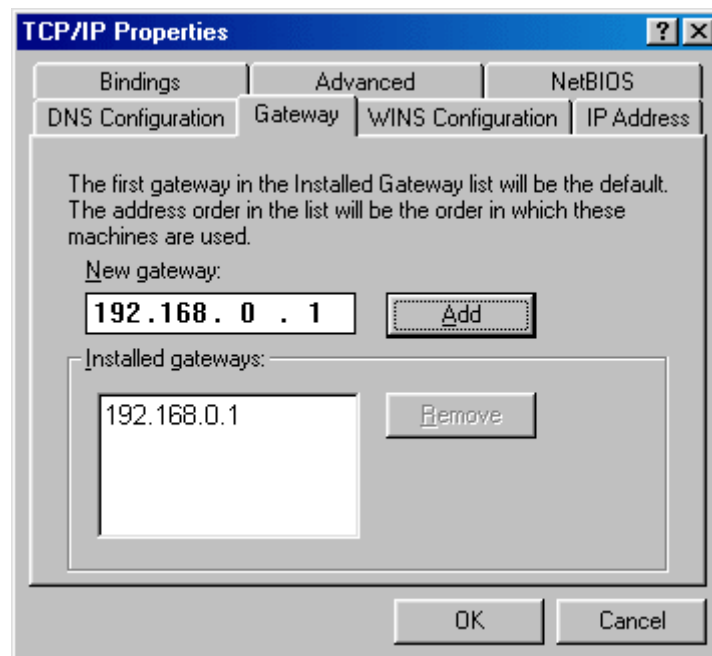 TCP/IP Properties
? X
Bindings Advanced NetBIOS
DNS Configuration Gateway WINS Configuration IP Address
The first gateway in the Installed Gateway list will be the default.
The address order in the list will be the order in which these
machines are used.
New gateway:
192.168. 0 . 1 Add
Installed gateways:
192.168.0.1 Remove
OK Cancel